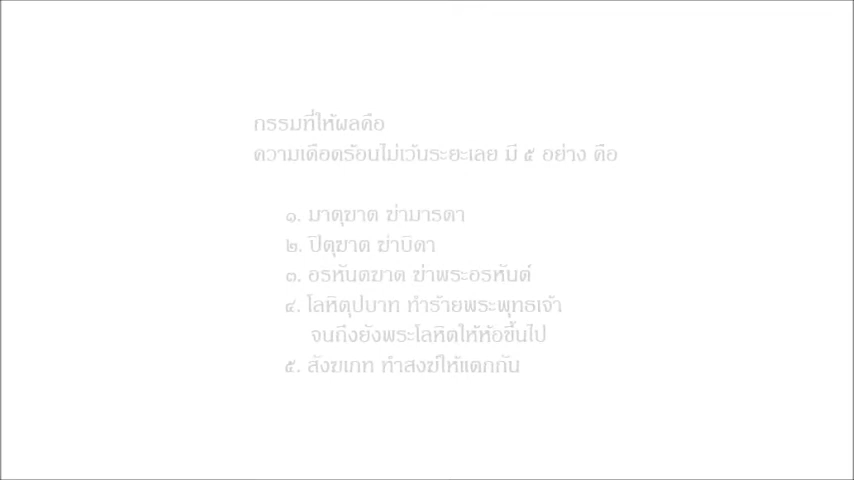 กรรมที่ให้ผลคือ
ความเดือดร้อนไม่เว้นระยะเลย มี ๕ อย่าง คือ
๑. มาตุฆาต ฆ่ามารดา
๒. ปิตุฆาต ฆ่าบิดา
๓. อรหันตฆาต ฆ่าพระอรหันต์
๔. โลหิตุปบาท ทำร้ายพระพุทธเจ้า
จนถึงยังพระโลหิตให้ห้อขึ้นไป
๕. สังฆเภท ทำสงฆ์ให้แตกกัน